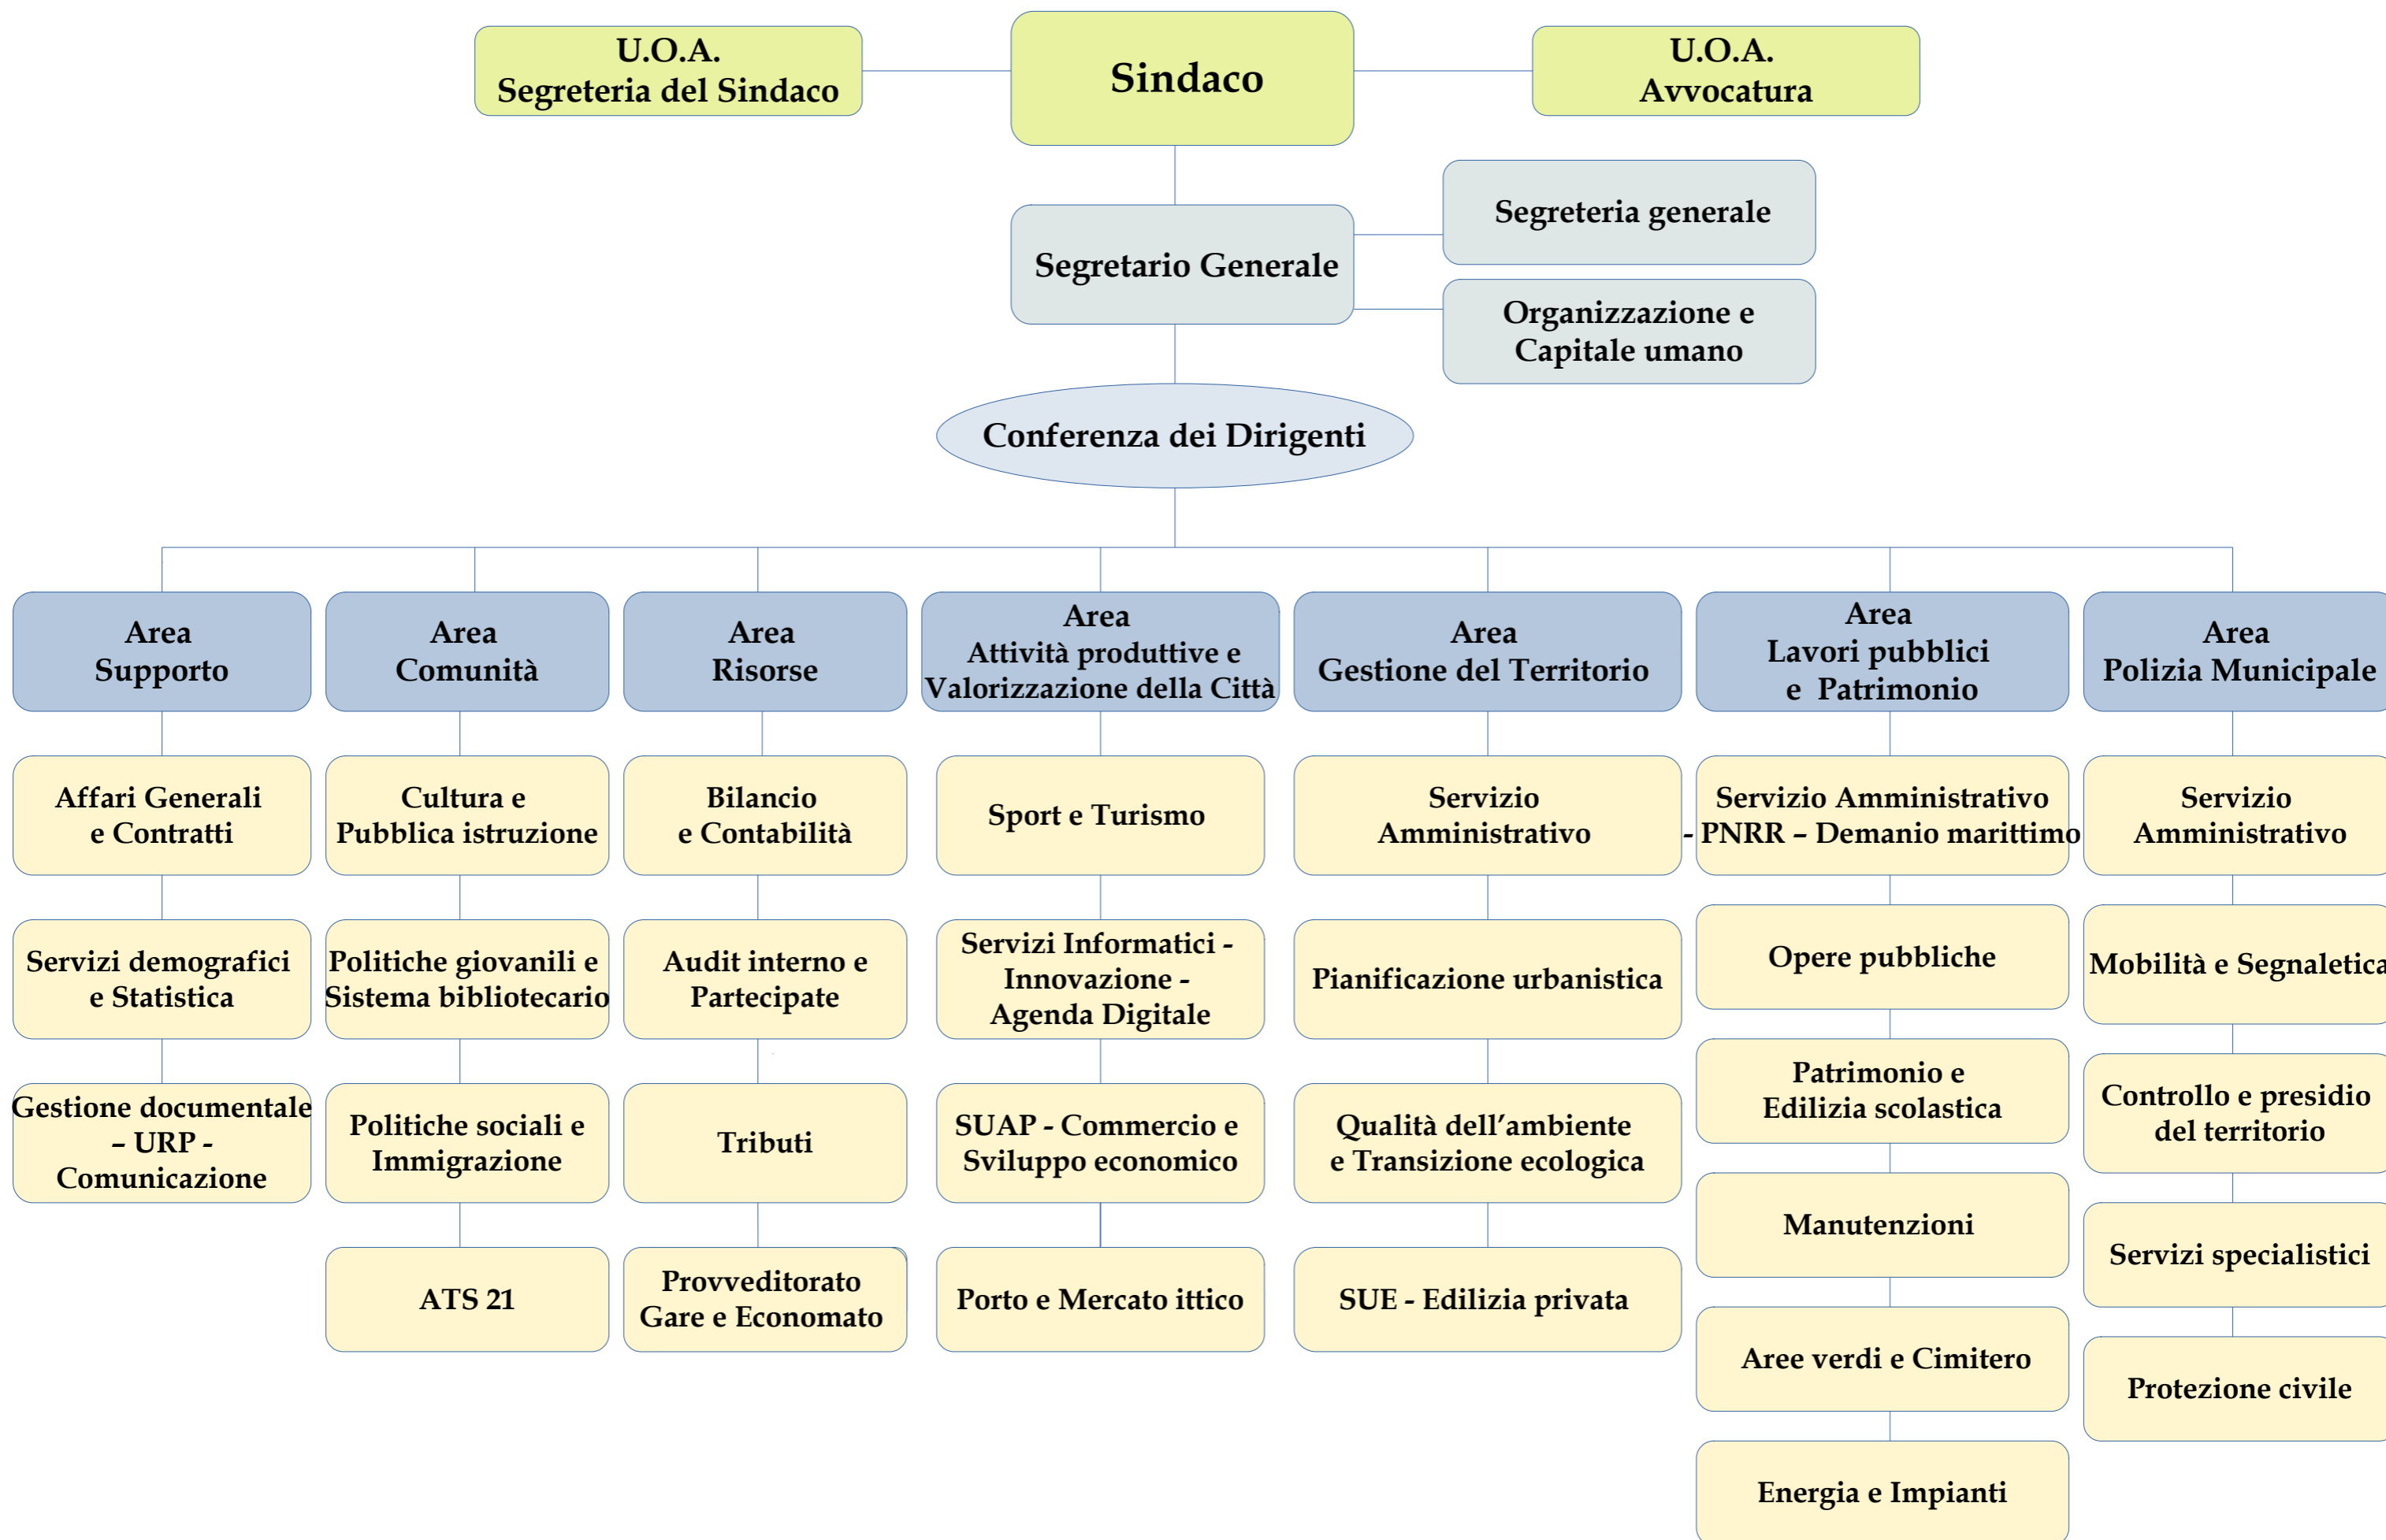 U.O.A.
Segreteria del Sindaco
Sindaco
U.O.A.
Avvocatura
Segretario Generale
Segreteria generale
Organizzazione e
Capitale umano
Conferenza dei Dirigenti
Area
Supporto
Area
Comunità
Area
Risorse
Area
Attività produttive e
Valorizzazione della Città
Area
Gestione del Territorio
Area
Lavori pubblici
e Patrimonio
Area
Polizia Municipale
Affari Generali
e Contratti
Servizi demografici
e Statistica
Gestione documentale
– URP -
Comunicazione
Cultura e
Pubblica istruzione
Politiche giovanili e
Sistema bibliotecario
Politiche sociali e
Immigrazione
ATS 21
Bilancio
e Contabilità
Audit interno e
Partecipate
Tributi
Provveditorato
Gare e Economato
Sport e Turismo
Servizi Informatici -
Innovazione -
Agenda Digitale
SUAP - Commercio e
Sviluppo economico
Porto e Mercato ittico
Servizio
Amministrativo
Pianificazione urbanistica
Qualità dell’ambiente
e Transizione ecologica
SUE - Edilizia privata
Servizio Amministrativo
- PNRR – Demanio marittimo
Opere pubbliche
Patrimonio e
Edilizia scolastica
Manutenzioni
Aree verdi e Cimitero
Energia e Impianti
Servizio
Amministrativo
Mobilità e Segnaletica
Controllo e presidio
del territorio
Servizi specialistici
Protezione civile